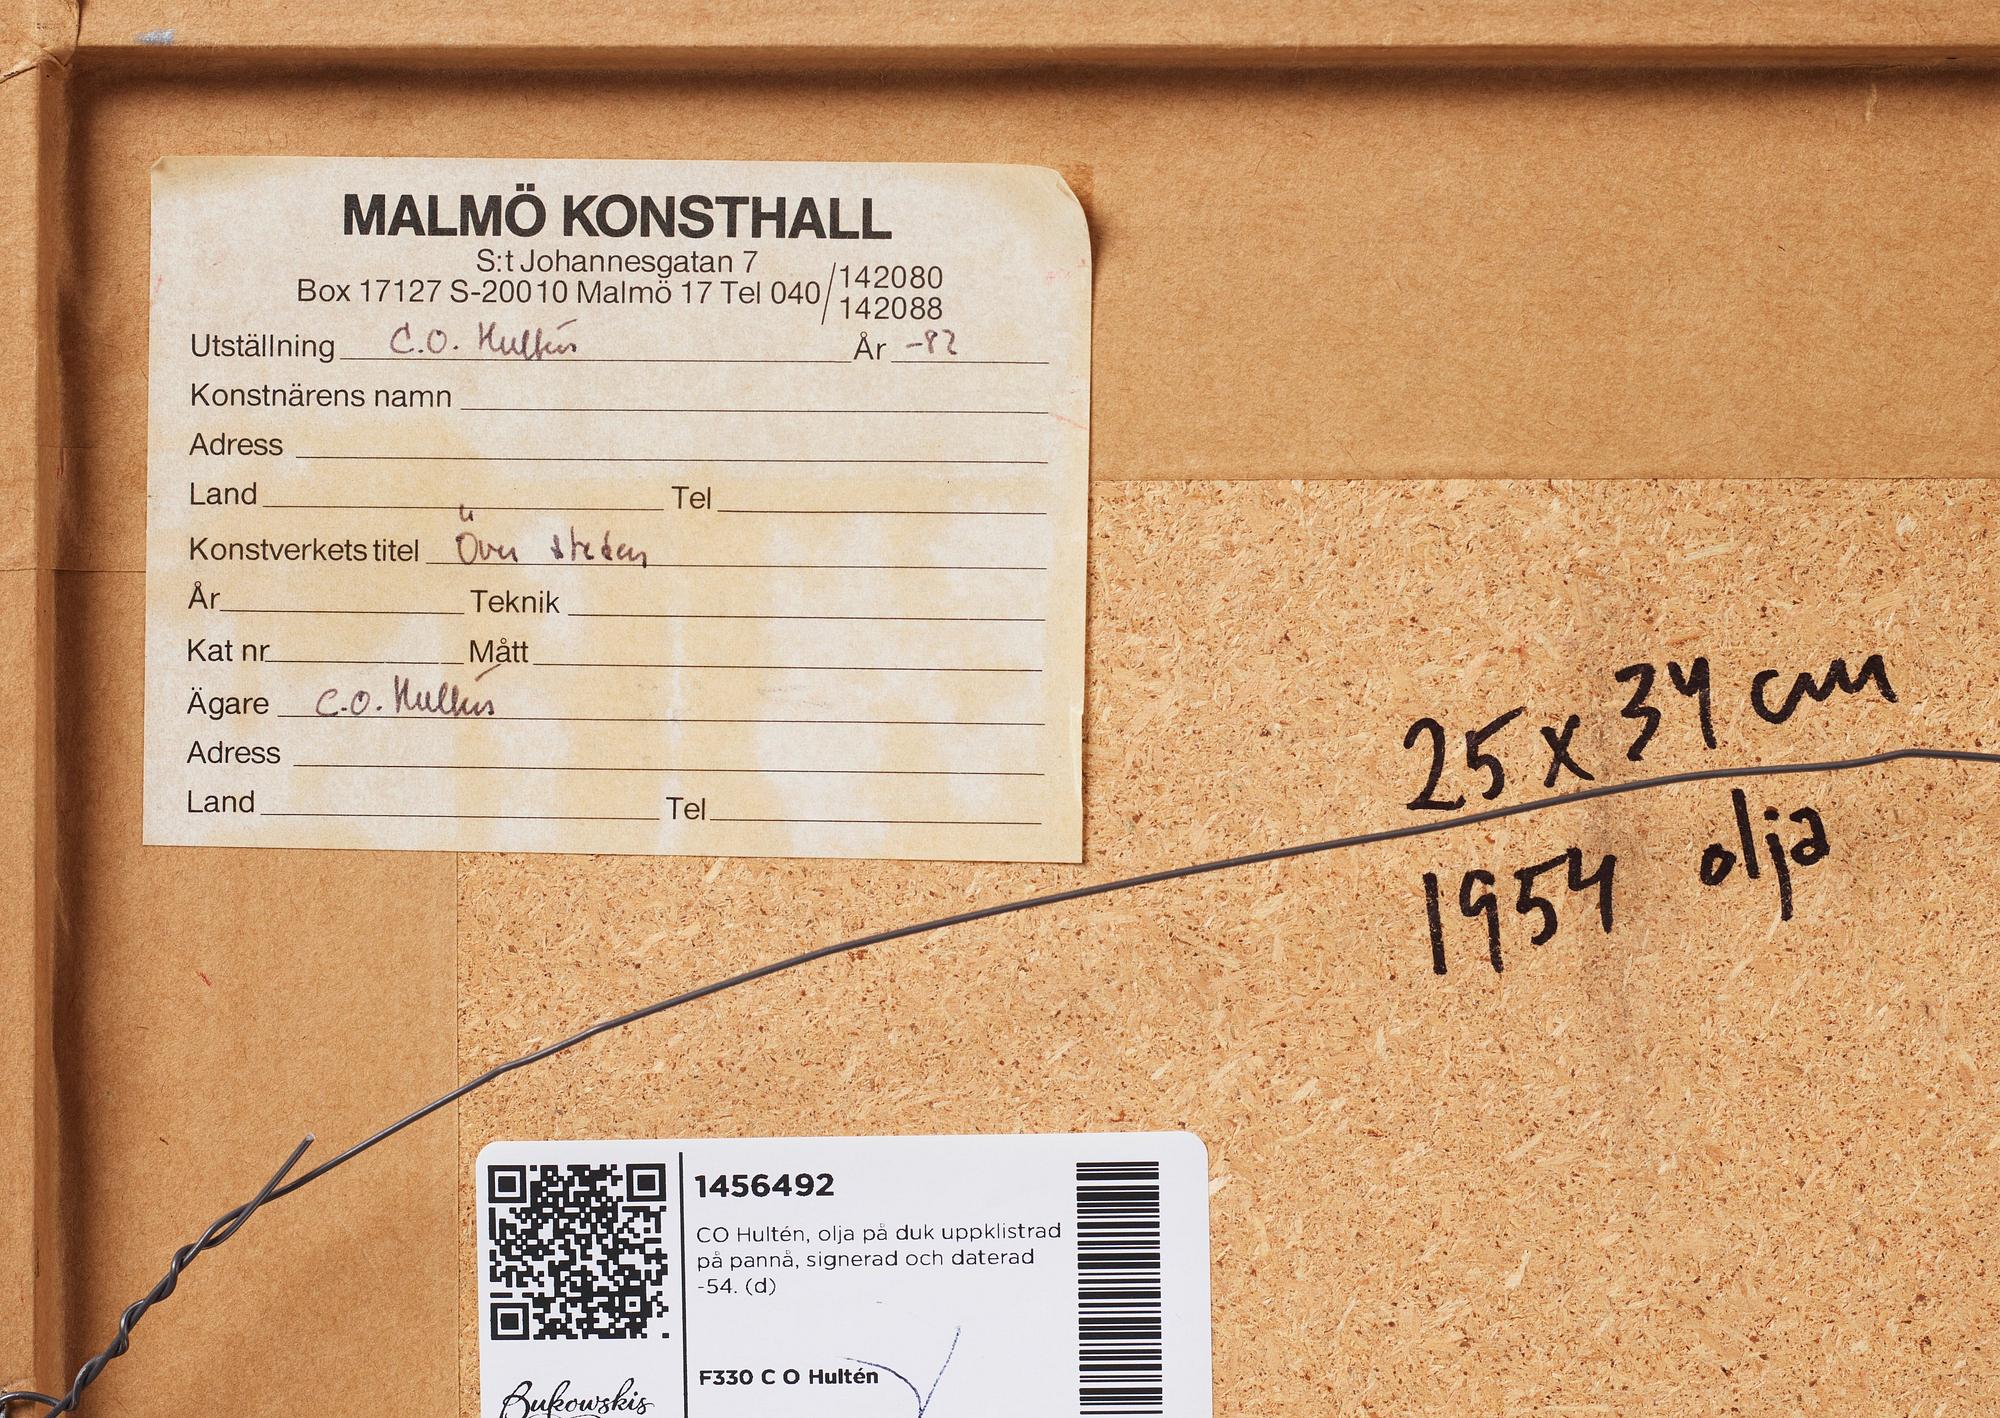 MALMÖ KONSTHALL
S:t Johannesgatan 7
Box 17127 S-200 10 Malmö 17 Tel 040/142080
142088
Utställning C.O. Hultén År -82
Konstnärens namn
Adress
Land Tel
Konstverkets titel Över staden
År Teknik
Kat nr Mått
Ägare C.O. Hultén
Adress
Land Tel
25 x 34 cm
1954 olja
1456492
CO Hultén, olja på duk uppklistrad
på pannå, signerad och daterad
-54. (d)
F330 C O Hultén
Bukowskis